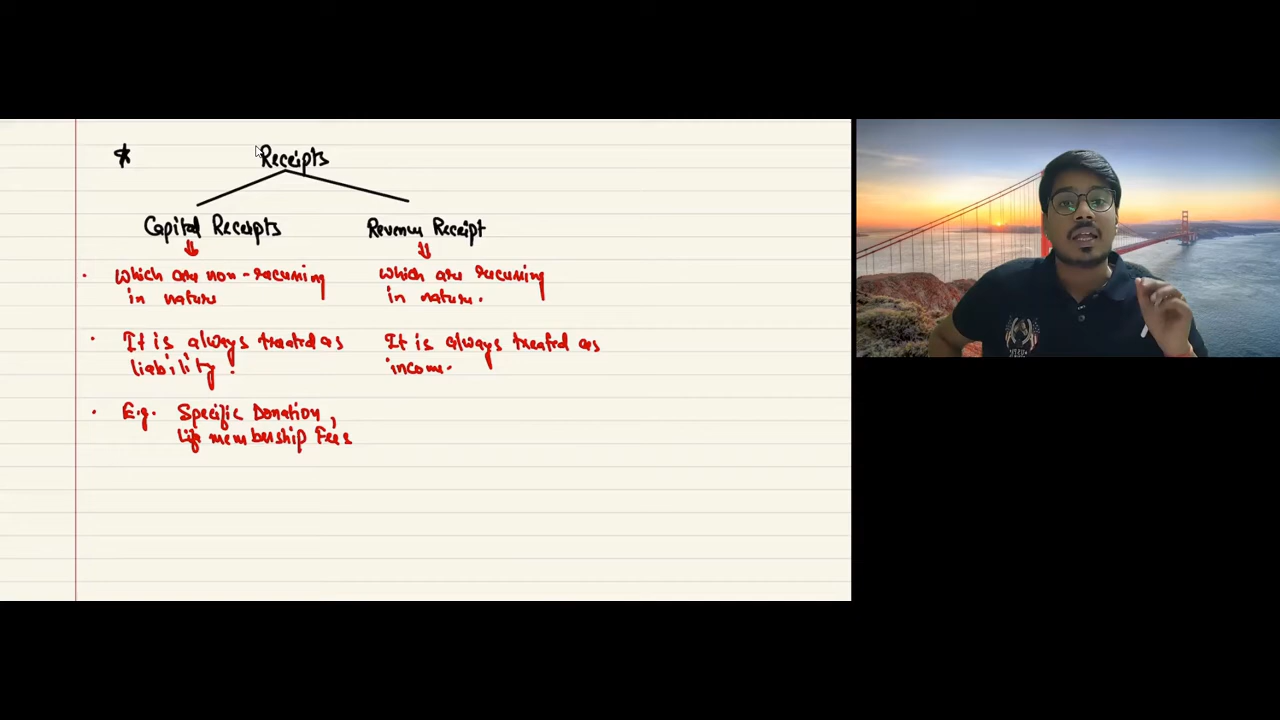 * Receipts
Capital Receipts
Revenue Receipt
• Which are non-recurring
in nature
Which are recurring
in nature.
• It is always treated as
liability.
It is always treated as
income.
• E.g. Specific Donation,
Life membership Fees